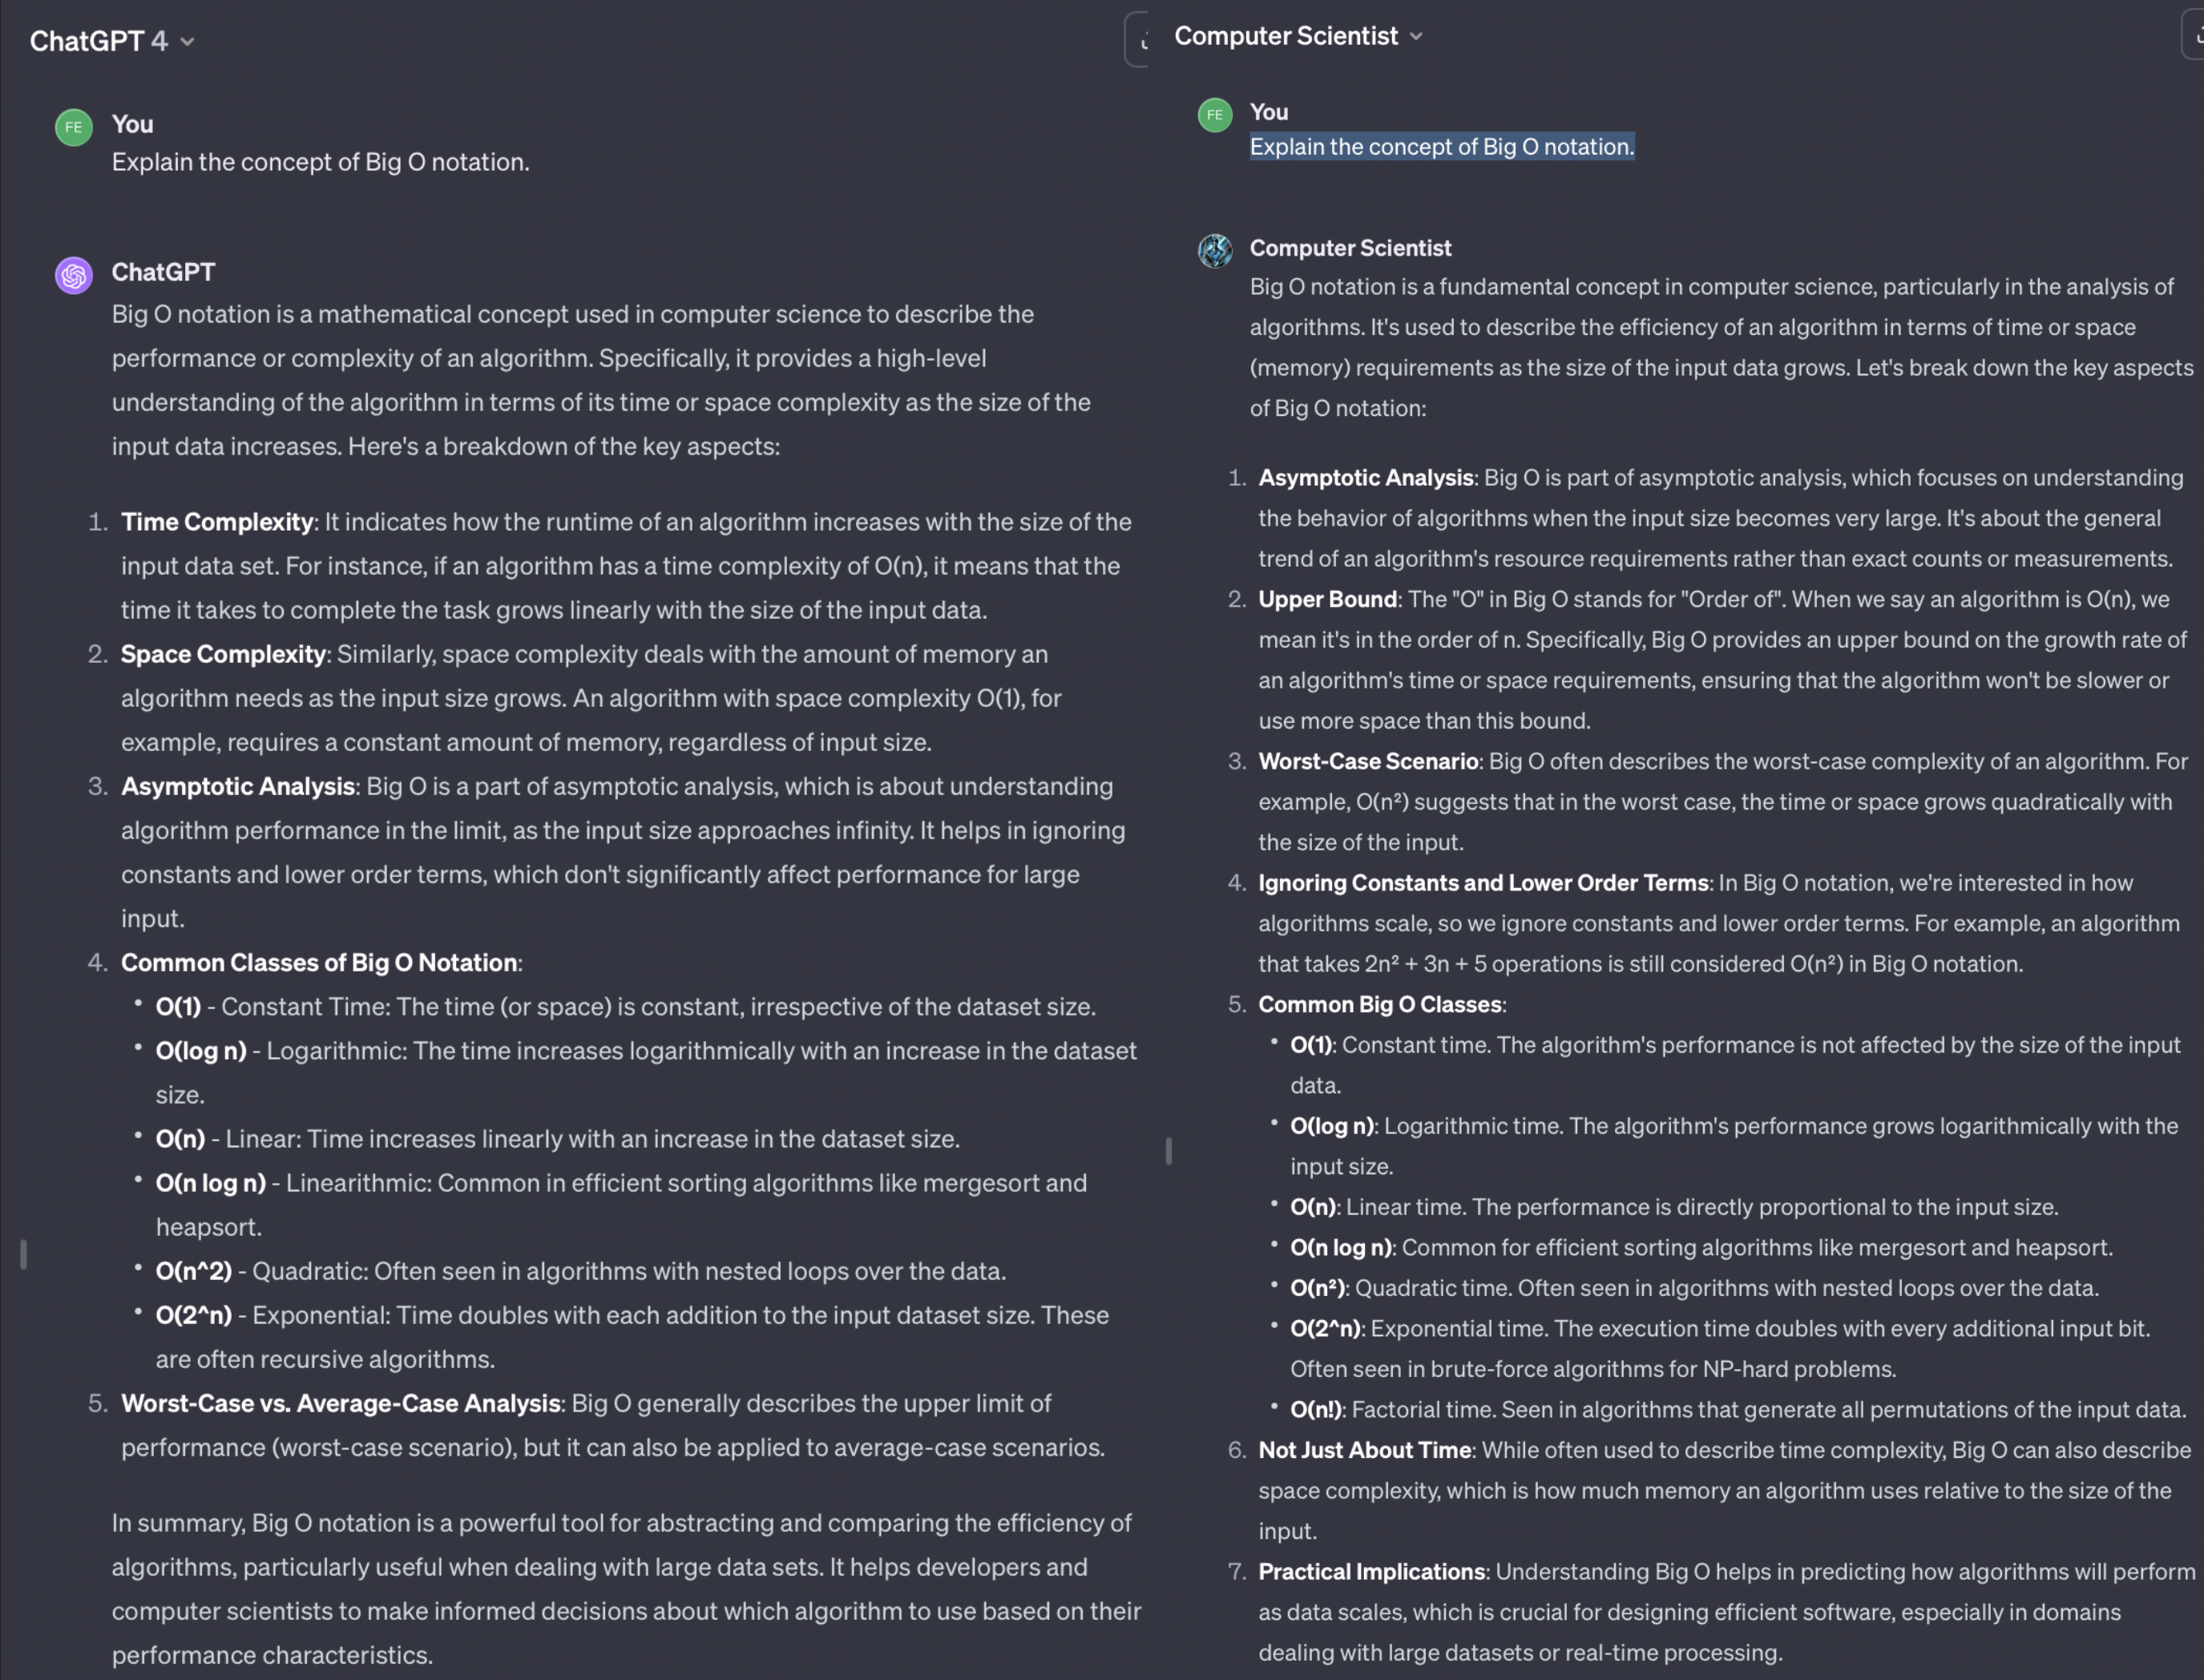 ChatGPT 4
FE
You
Explain the concept of Big O notation.
ChatGPT
Big O notation is a mathematical concept used in computer science to describe the
performance or complexity of an algorithm. Specifically, it provides a high-level
understanding of the algorithm in terms of its time or space complexity as the size of the
input data increases. Here's a breakdown of the key aspects:
1. Time Complexity: It indicates how the runtime of an algorithm increases with the size of the
input data set. For instance, if an algorithm has a time complexity of O(n), it means that the
time it takes to complete the task grows linearly with the size of the input data.
2. Space Complexity: Similarly, space complexity deals with the amount of memory an
algorithm needs as the input size grows. An algorithm with space complexity O(1), for
example, requires a constant amount of memory, regardless of input size.
3. Asymptotic Analysis: Big O is a part of asymptotic analysis, which is about understanding
algorithm performance in the limit, as the input size approaches infinity. It helps in ignoring
constants and lower order terms, which don't significantly affect performance for large
input.
4. Common Classes of Big O Notation:
• O(1) - Constant Time: The time (or space) is constant, irrespective of the dataset size.
• O(log n) - Logarithmic: The time increases logarithmically with an increase in the dataset
size.
• O(n) - Linear: Time increases linearly with an increase in the dataset size.
• O(n log n) - Linearithmic: Common in efficient sorting algorithms like mergesort and
heapsort.
• O(n^2) - Quadratic: Often seen in algorithms with nested loops over the data.
• O(2^n) - Exponential: Time doubles with each addition to the input dataset size. These
are often recursive algorithms.
5. Worst-Case vs. Average-Case Analysis: Big O generally describes the upper limit of
performance (worst-case scenario), but it can also be applied to average-case scenarios.
In summary, Big O notation is a powerful tool for abstracting and comparing the efficiency of
algorithms, particularly useful when dealing with large data sets. It helps developers and
computer scientists to make informed decisions about which algorithm to use based on their
performance characteristics.
Computer Scientist
FE
You
Explain the concept of Big O notation.
Computer Scientist
Big O notation is a fundamental concept in computer science, particularly in the analysis of
algorithms. It's used to describe the efficiency of an algorithm in terms of time or space
(memory) requirements as the size of the input data grows. Let's break down the key aspects
of Big O notation:
1. Asymptotic Analysis: Big O is part of asymptotic analysis, which focuses on understanding
the behavior of algorithms when the input size becomes very large. It's about the general
trend of an algorithm's resource requirements rather than exact counts or measurements.
2. Upper Bound: The "O" in Big O stands for "Order of". When we say an algorithm is O(n), we
mean it's in the order of n. Specifically, Big O provides an upper bound on the growth rate of
an algorithm's time or space requirements, ensuring that the algorithm won't be slower or
use more space than this bound.
3. Worst-Case Scenario: Big O often describes the worst-case complexity of an algorithm. For
example, O(n²) suggests that in the worst case, the time or space grows quadratically with
the size of the input.
4. Ignoring Constants and Lower Order Terms: In Big O notation, we're interested in how
algorithms scale, so we ignore constants and lower order terms. For example, an algorithm
that takes 2n² + 3n + 5 operations is still considered O(n²) in Big O notation.
5. Common Big O Classes:
• O(1): Constant time. The algorithm's performance is not affected by the size of the input
data.
• O(log n): Logarithmic time. The algorithm's performance grows logarithmically with the
input size.
• O(n): Linear time. The performance is directly proportional to the input size.
• O(n log n): Common for efficient sorting algorithms like mergesort and heapsort.
• O(n²): Quadratic time. Often seen in algorithms with nested loops over the data.
• O(2^n): Exponential time. The execution time doubles with every additional input bit.
Often seen in brute-force algorithms for NP-hard problems.
• O(n!): Factorial time. Seen in algorithms that generate all permutations of the input data.
6. Not Just About Time: While often used to describe time complexity, Big O can also describe
space complexity, which is how much memory an algorithm uses relative to the size of the
input.
7. Practical Implications: Understanding Big O helps in predicting how algorithms will perform
as data scales, which is crucial for designing efficient software, especially in domains
dealing with large datasets or real-time processing.